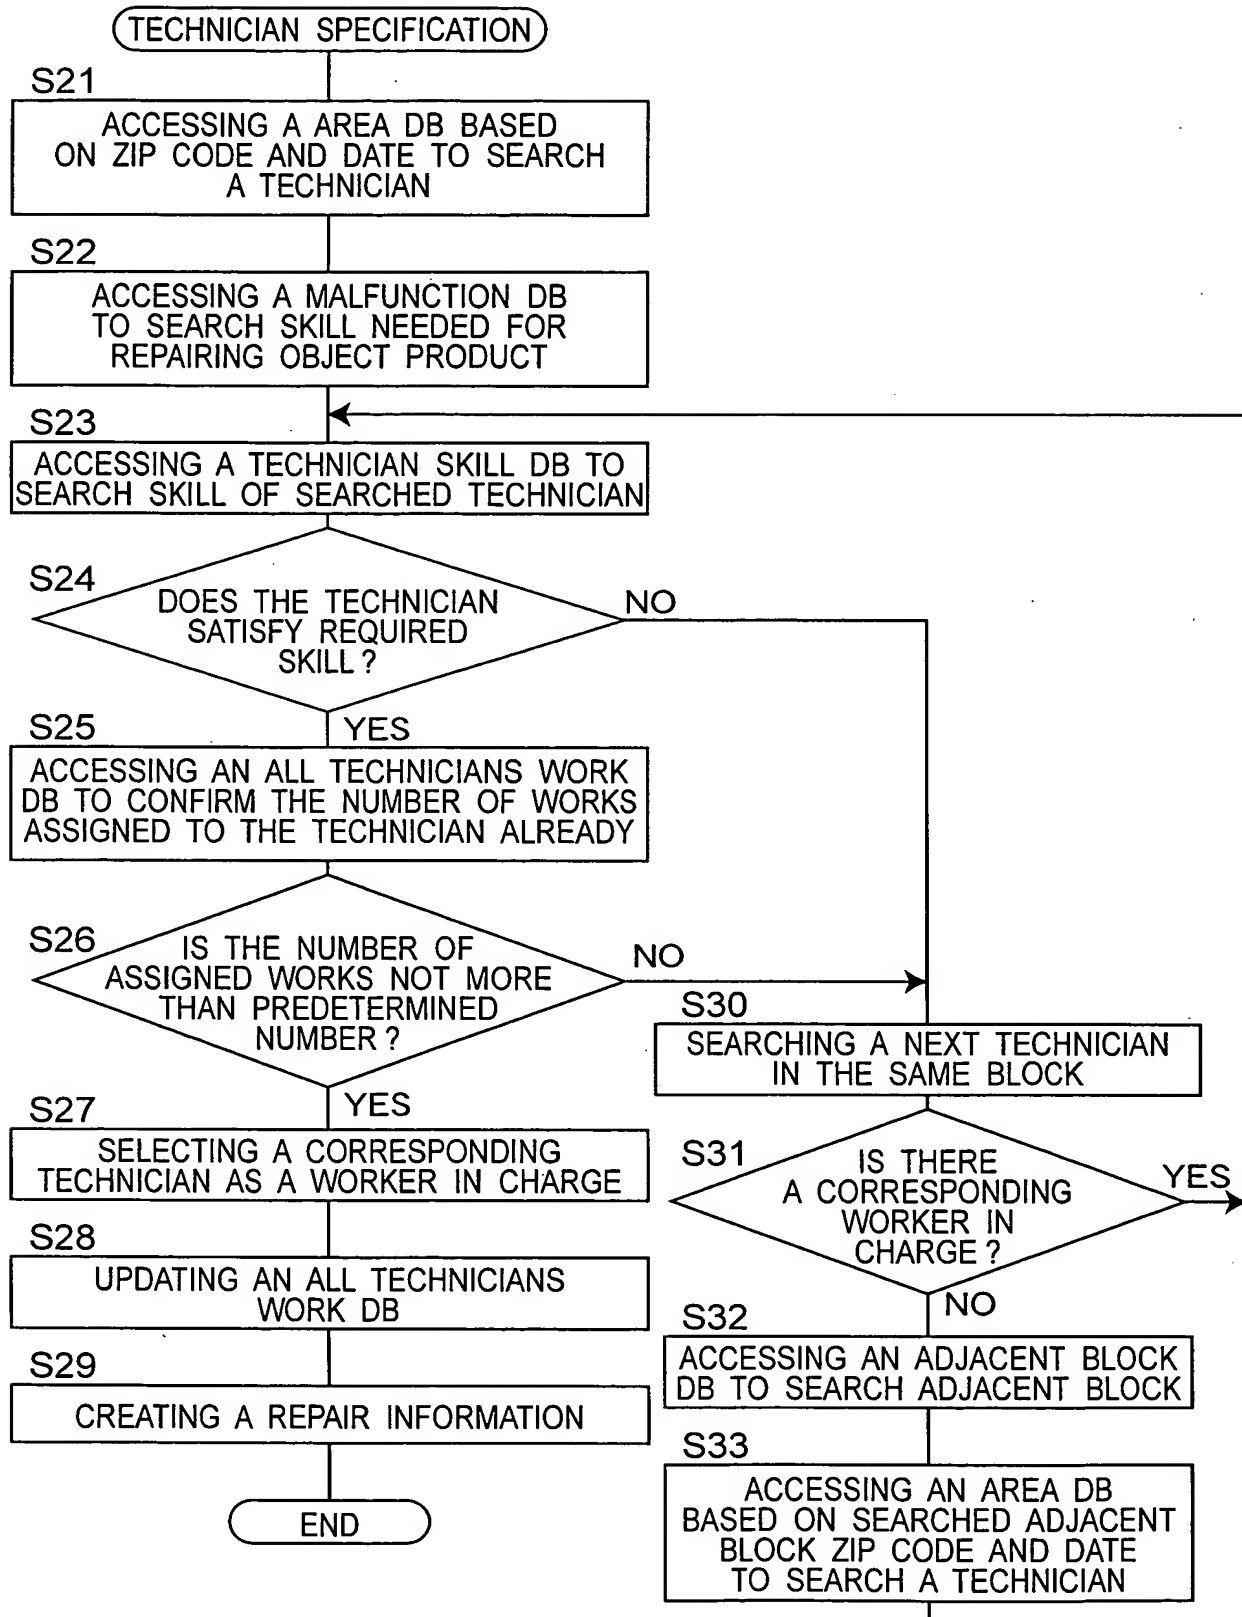 TECHNICIAN SPECIFICATION
S21
ACCESSING A AREA DB BASED
ON ZIP CODE AND DATE TO SEARCH
A TECHNICIAN
S22
ACCESSING A MALFUNCTION DB
TO SEARCH SKILL NEEDED FOR
REPAIRING OBJECT PRODUCT
S23
ACCESSING A TECHNICIAN SKILL DB TO
SEARCH SKILL OF SEARCHED TECHNICIAN
S24
DOES THE TECHNICIAN
SATISFY REQUIRED
SKILL?
NO
YES
S25
ACCESSING AN ALL TECHNICIANS WORK
DB TO CONFIRM THE NUMBER OF WORKS
ASSIGNED TO THE TECHNICIAN ALREADY
S26
IS THE NUMBER OF
ASSIGNED WORKS NOT MORE
THAN PREDETERMINED
NUMBER?
NO
YES
S27
SELECTING A CORRESPONDING
TECHNICIAN AS A WORKER IN CHARGE
S28
UPDATING AN ALL TECHNICIANS
WORK DB
S29
CREATING A REPAIR INFORMATION
END
S30
SEARCHING A NEXT TECHNICIAN
IN THE SAME BLOCK
S31
IS THERE
A CORRESPONDING
WORKER IN
CHARGE?
YES
NO
S32
ACCESSING AN ADJACENT BLOCK
DB TO SEARCH ADJACENT BLOCK
S33
ACCESSING AN AREA DB
BASED ON SEARCHED ADJACENT
BLOCK ZIP CODE AND DATE
TO SEARCH A TECHNICIAN